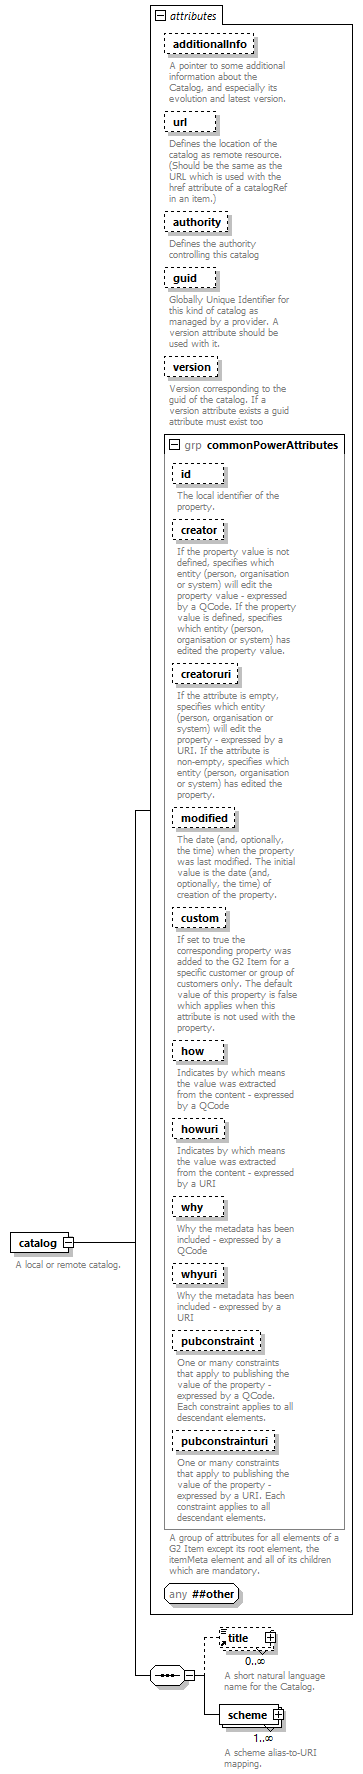 attributes
additionalInfo
A pointer to some additional
information about the
Catalog, and especially its
evolution and latest version.
url
Defines the location of the
catalog as remote resource.
(Should be the same as the
URL which is used with the
href attribute of a catalogRef
in an item.)
authority
Defines the authority
controlling this catalog
guid
Globally Unique Identifier for
this kind of catalog as
managed by a provider. A
version attribute should be
used with it.
version
Version corresponding to the
guid of the catalog. If a
version attribute exists a guid
attribute must exist too
grp commonPowerAttributes
id
The local identifier of the
property.
creator
If the property value is not
defined, specifies which
entity (person, organisation
or system) will edit the
property value - expressed
by a QCode. If the property
value is defined, specifies
which entity (person,
organisation or system) has
edited the property value.
creatoruri
If the attribute is empty,
specifies which entity
(person, organisation or
system) will edit the
property - expressed by a
URI. If the attribute is
non-empty, specifies which
entity (person, organisation
or system) has edited the
property.
modified
The date (and, optionally,
the time) when the property
was last modified. The initial
value is the date (and,
optionally, the time) of
creation of the property.
custom
If set to true the
corresponding property was
added to the G2 Item for a
specific customer or group of
customers only. The default
value of this property is false
which applies when this
attribute is not used with the
property.
how
Indicates by which means
the value was extracted
from the content - expressed
by a QCode
howuri
Indicates by which means
the value was extracted
from the content - expressed
by a URI
why
Why the metadata has been
included - expressed by a
QCode
whyuri
Why the metadata has been
included - expressed by a
URI
pubconstraint
One or many constraints
that apply to publishing the
value of the property -
expressed by a QCode.
Each constraint applies to all
descendant elements.
pubconstrainturi
One or many constraints
that apply to publishing the
value of the property -
expressed by a URI. Each
constraint applies to all
descendant elements.
A group of attributes for all elements of a
G2 Item except its root element, the
itemMeta element and all of its children
which are mandatory.
any ##other
catalog
A local or remote catalog.
title
0..∞
A short natural language
name for the Catalog.
scheme
1..∞
A scheme alias-to-URI
mapping.